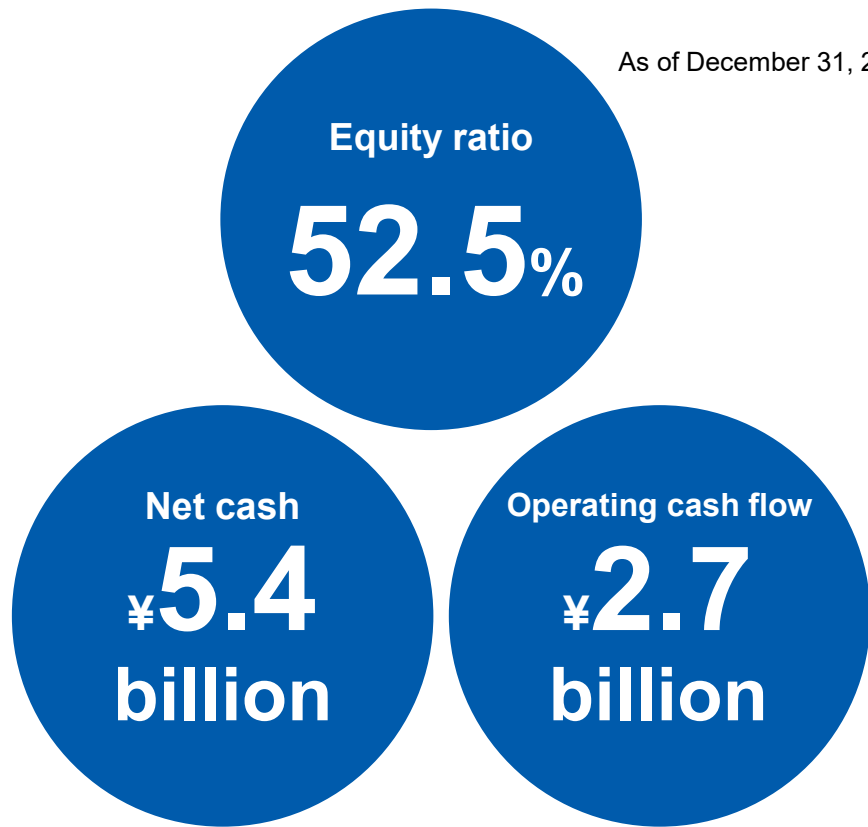 As of December 31,
Equity ratio
52.5%
Net cash
¥5.4
billion
Operating cash flow
¥2.7
billion